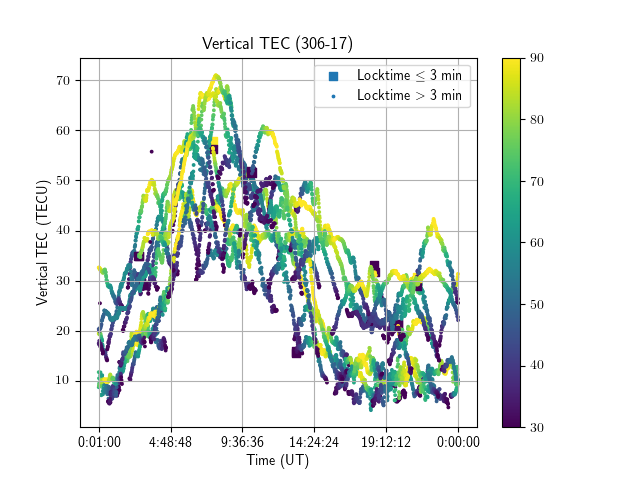 Vertical TEC (306-17)
Locktime ≤ 3 min
Locktime > 3 min
Vertical TEC (TECU)
70
60
50
40
30
20
10
0:01:00 4:48:48 9:36:36 14:24:24 19:12:12 0:00:00
Time (UT)
90
80
70
60
50
40
30